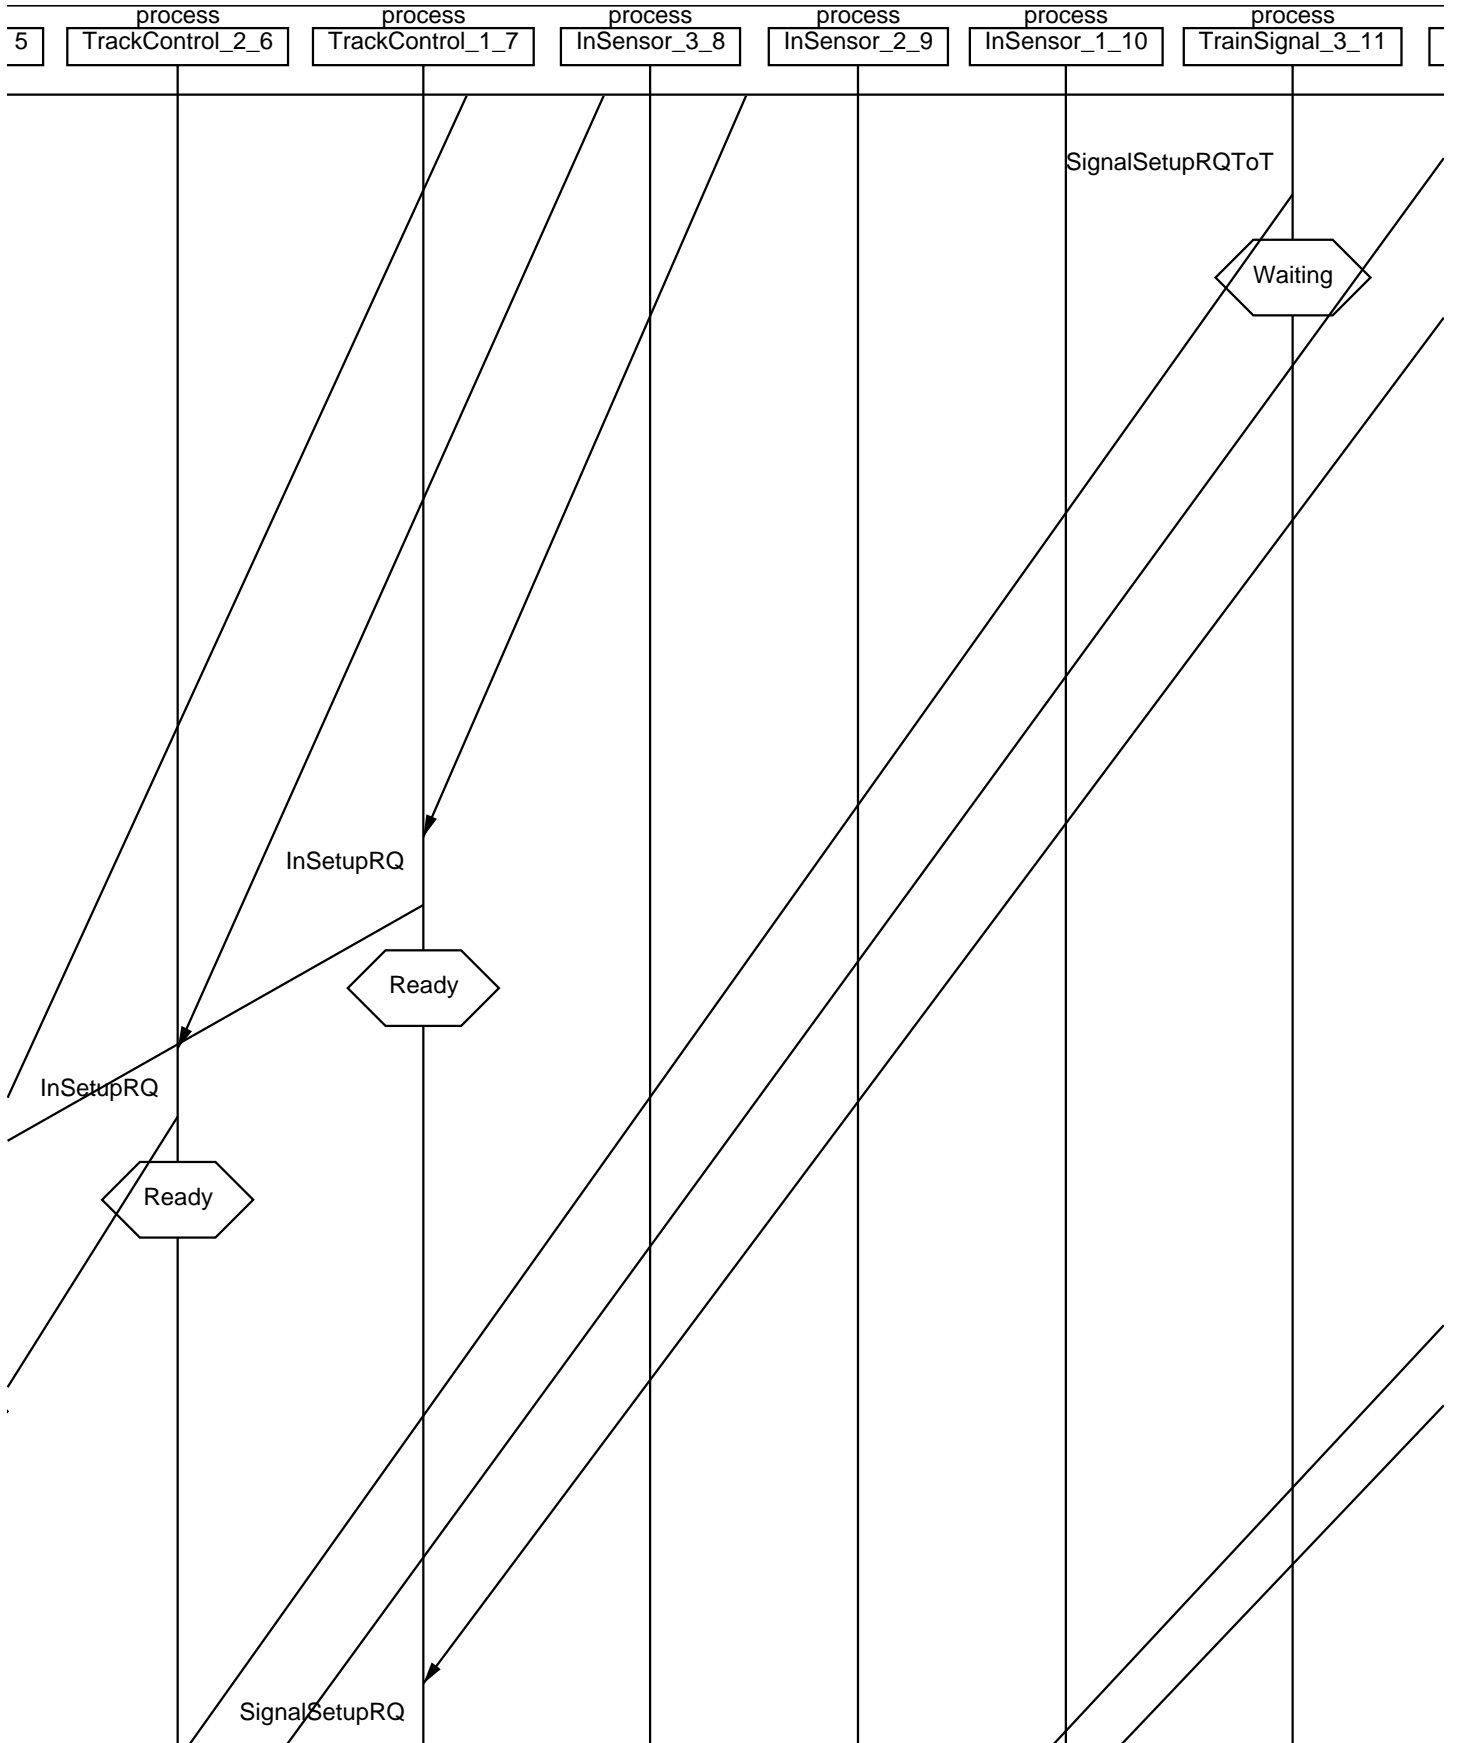 process process process process process process
5 TrackControl_2_6 TrackControl_1_7 InSensor_3_8 InSensor_2_9 InSensor_1_10 TrainSignal_3_11
SignalSetupRQToT
Waiting
InSetupRQ
Ready
InSetupRQ
Ready
SignalSetupRQ